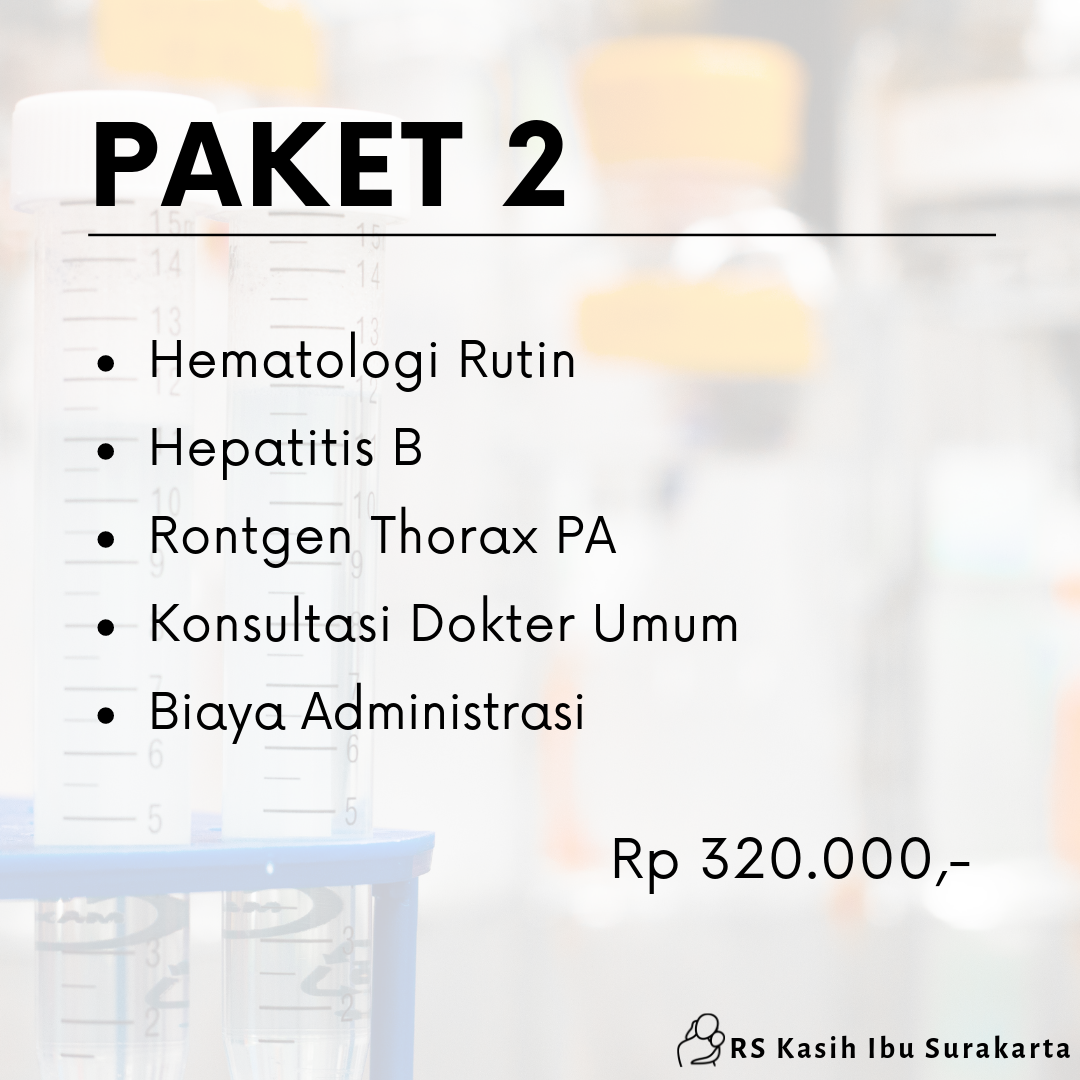 PAKET 2
• Hematologi Rutin
• Hepatitis B
• Rontgen Thorax PA
• Konsultasi Dokter Umum
• Biaya Administrasi
Rp 320.000,-
RS Kasih Ibu Surakarta